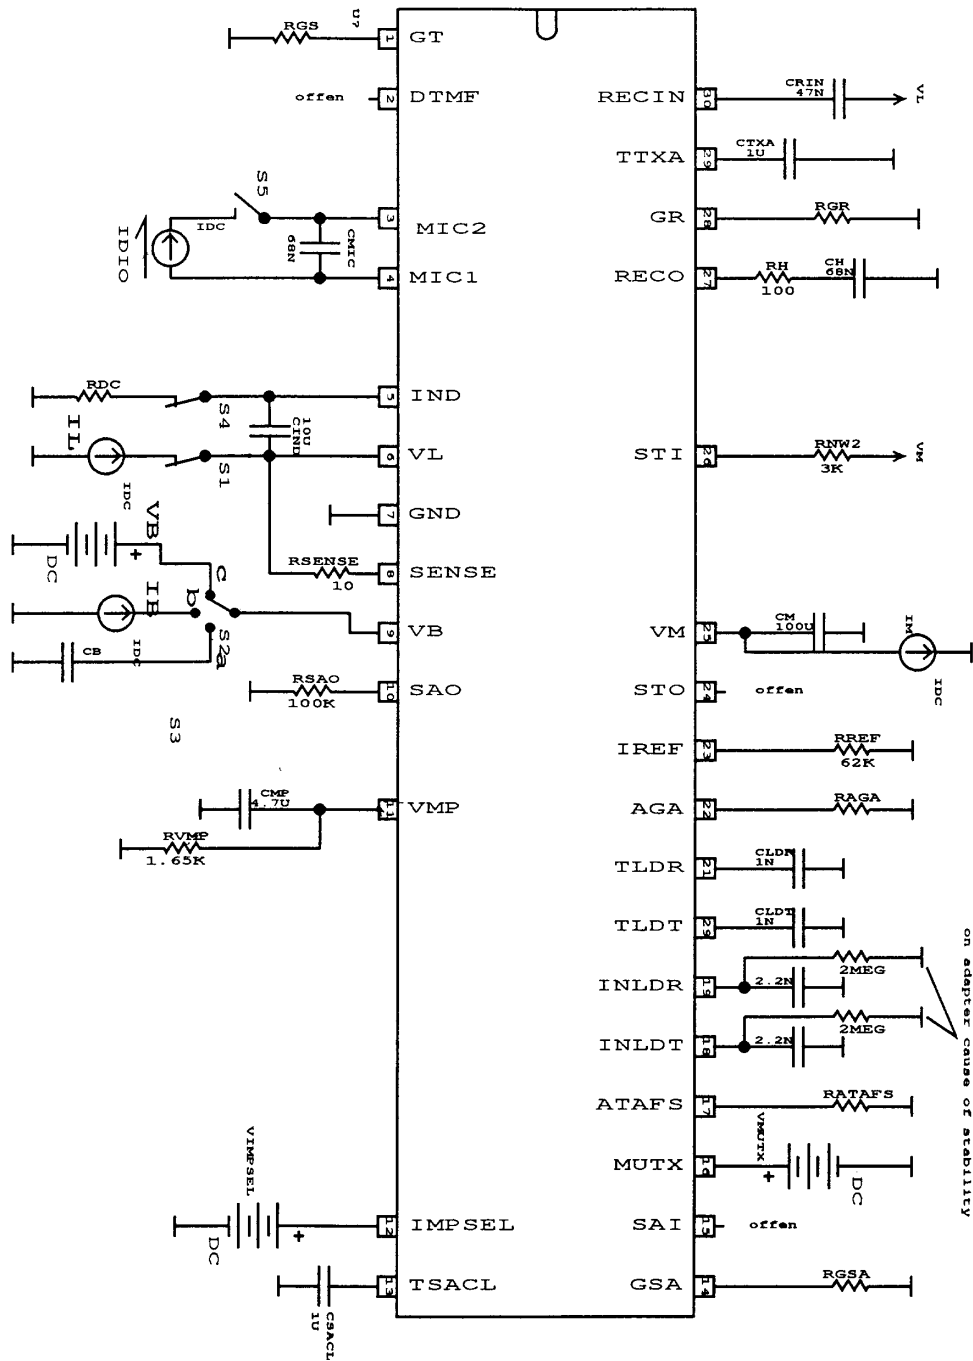 U?
RGS
1
GT
offen
2
DTMF
S5
IDC
IDIO
CMIC
68N
3
MIC2
4
MIC1
RDC
S4
10U
CIND
5
IND
IL
IDC
S1
6
VL
7
GND
RSENSE
10
8
SENSE
VB
DC
+
c
b
IB
IDC
S2a
CB
9
VB
RSAO
100K
10
SAO
S3
CMP
4.7U
RVMP
1.65K
11
VMP
VIMPSEL
DC
+
12
IMPSEL
CSACL
1U
13
TSACL
RECIN
30
CRIN
47N
VL
TTXA
29
CTXA
1U
GR
28
RGR
RECO
27
RH
100
CH
68N
STI
26
RNW2
3K
VM
VM
25
CM
100U
IM
IDC
STO
24
offen
IREF
23
RREF
62K
AGA
22
RAGA
TLDR
21
CLDR
1N
TLDT
29
CLDT
1N
INLDR
19
2.2N
2MEG
INLDT
18
2.2N
2MEG
on adapter cause of stability
ATAFS
17
RATAFS
MUTX
16
VMUTX
+
DC
SAI
15
offen
GSA
14
RGSA